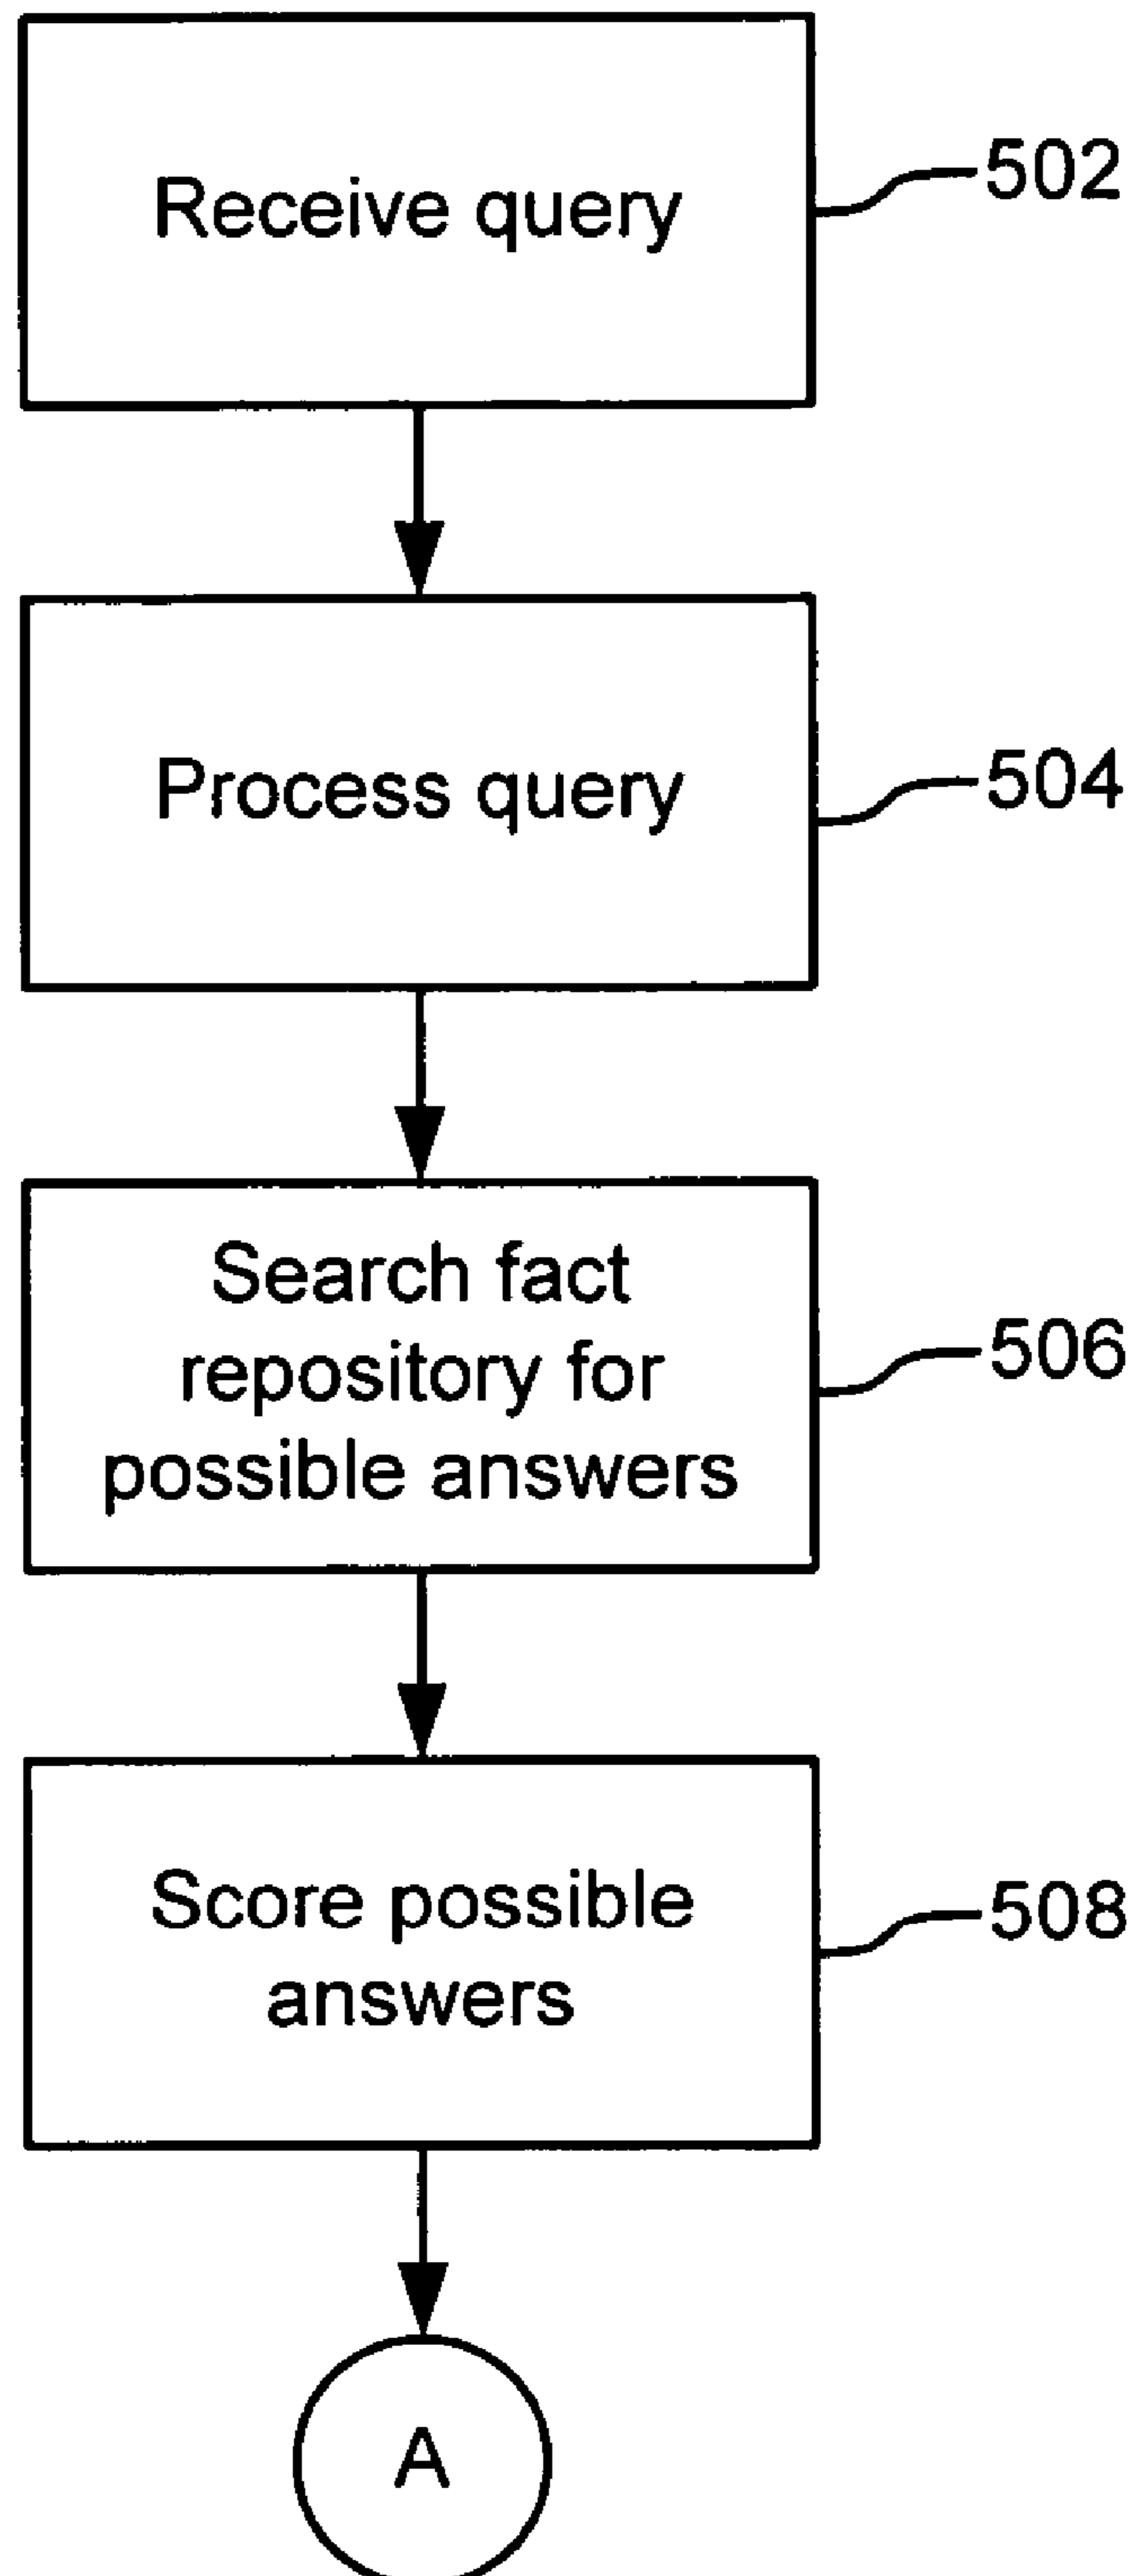 Receive query
502
Process query
504
Search fact
repository for
possible answers
506
Score possible
answers
508
A